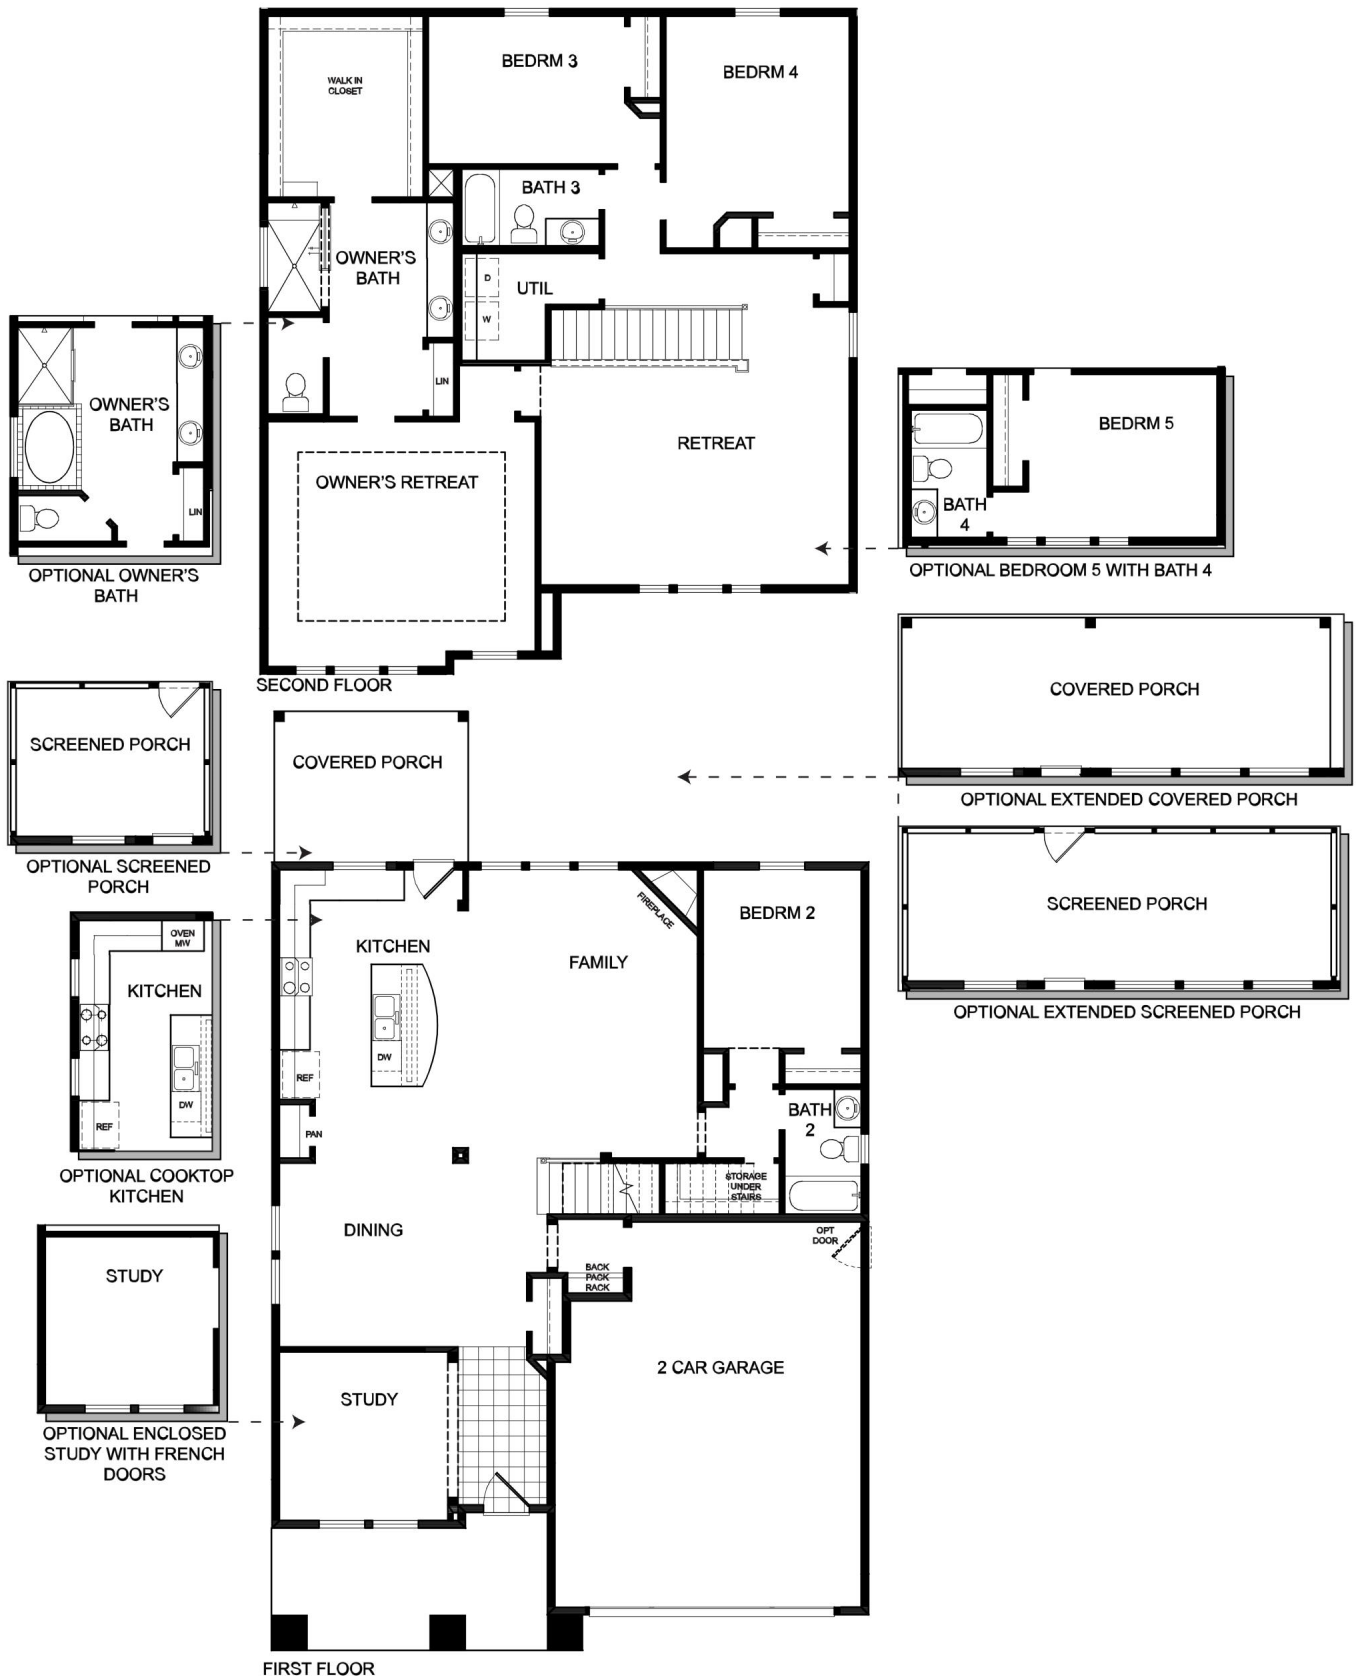 WALK IN
CLOSET
BEDRM 3
BEDRM 4
BATH 3
OWNER'S
BATH
UTIL
D
W
LIN
OWNER'S RETREAT
RETREAT
SECOND FLOOR
OWNER'S
BATH
LIN
OPTIONAL OWNER'S
BATH
BEDRM 5
BATH
4
OPTIONAL BEDROOM 5 WITH BATH 4
SCREENED PORCH
OPTIONAL SCREENED
PORCH
COVERED PORCH
COVERED PORCH
OPTIONAL EXTENDED COVERED PORCH
SCREENED PORCH
OPTIONAL EXTENDED SCREENED PORCH
OVEN
MW
KITCHEN
DW
REF
OPTIONAL COOKTOP
KITCHEN
KITCHEN
DW
REF
PAN
FIREPLACE
FAMILY
BEDRM 2
BATH
2
STORAGE
UNDER
STAIRS
DINING
OPT
DOOR
BACK
PACK
RACK
STUDY
OPTIONAL ENCLOSED
STUDY WITH FRENCH
DOORS
STUDY
2 CAR GARAGE
FIRST FLOOR